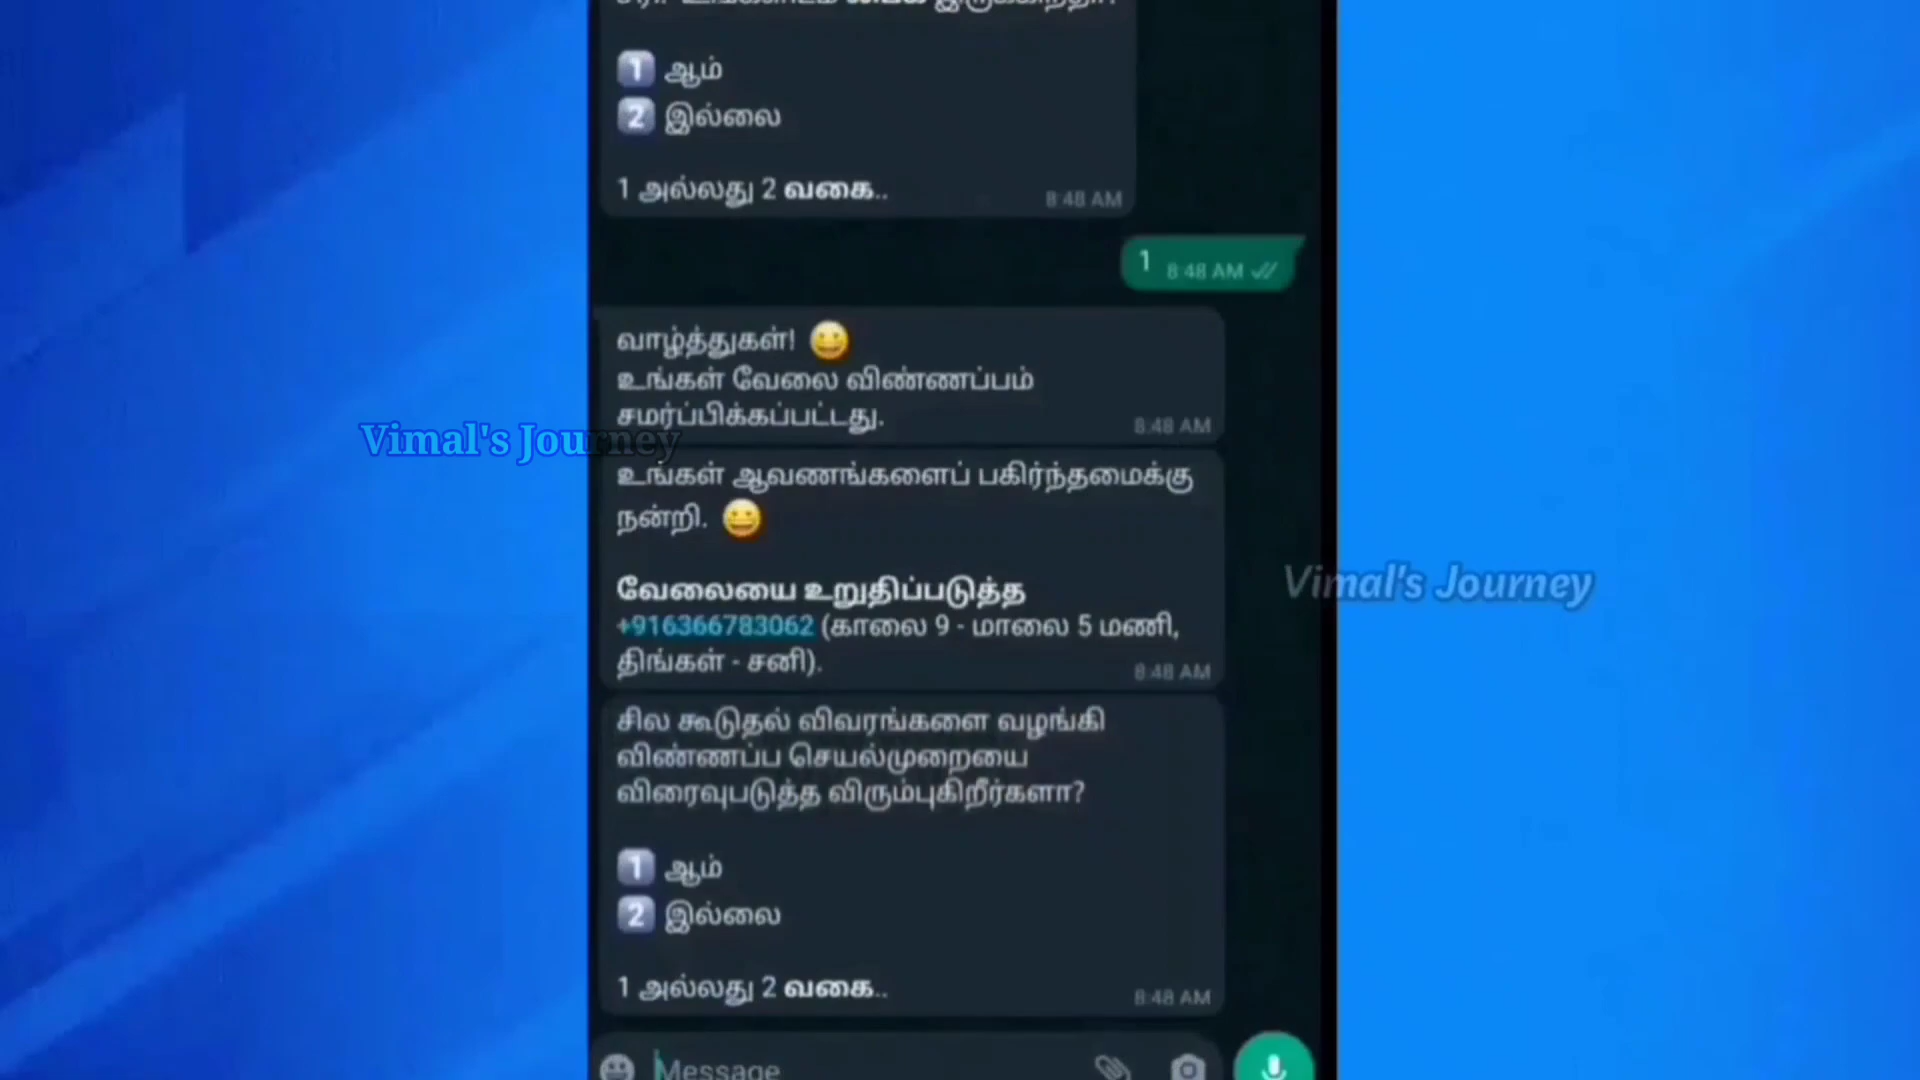 1 ஆம்
2 இல்லை
1 அல்லது 2 வகை..
8:48 AM
1
8:48 AM
வாழ்த்துகள்! 😀
உங்கள் வேலை விண்ணப்பம்
சமர்ப்பிக்கப்பட்டது.
8:48 AM
Vimal's Journey
உங்கள் ஆவணங்களைப் பகிர்ந்தமைக்கு
நன்றி. 😀
வேலையை உறுதிப்படுத்த
+916366783062 (காலை 9 - மாலை 5 மணி,
திங்கள் - சனி).
8:48 AM
Vimal's Journey
சில கூடுதல் விவரங்களை வழங்கி
விண்ணப்ப செயல்முறையை
விரைவுபடுத்த விரும்புகிறீர்களா?
1 ஆம்
2 இல்லை
1 அல்லது 2 வகை..
8:48 AM
Message